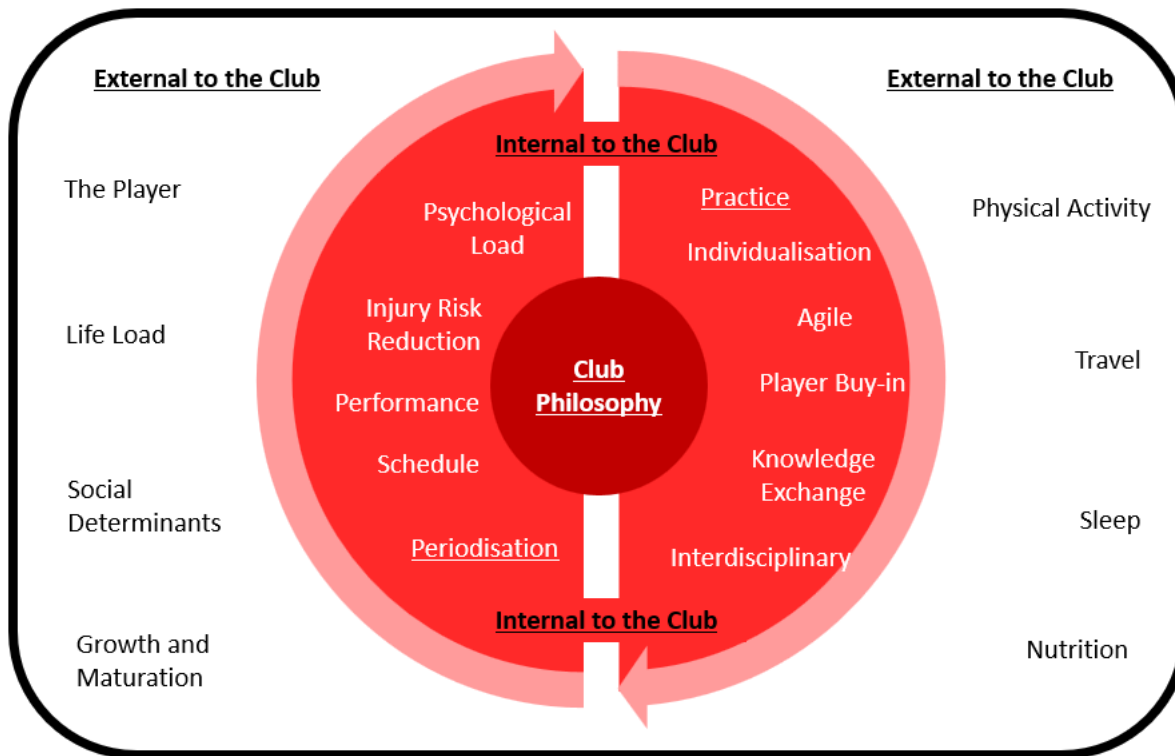 External to the Club
The Player
Life Load
Social
Determinants
Growth and
Maturation
Internal to the Club
Psychological
Load
Injury Risk
Reduction
Performance
Schedule
Periodisation
Club
Philosophy
Practice
Individualisation
Agile
Player Buy-in
Knowledge
Exchange
Interdisciplinary
Internal to the Club
External to the Club
Physical Activity
Travel
Sleep
Nutrition